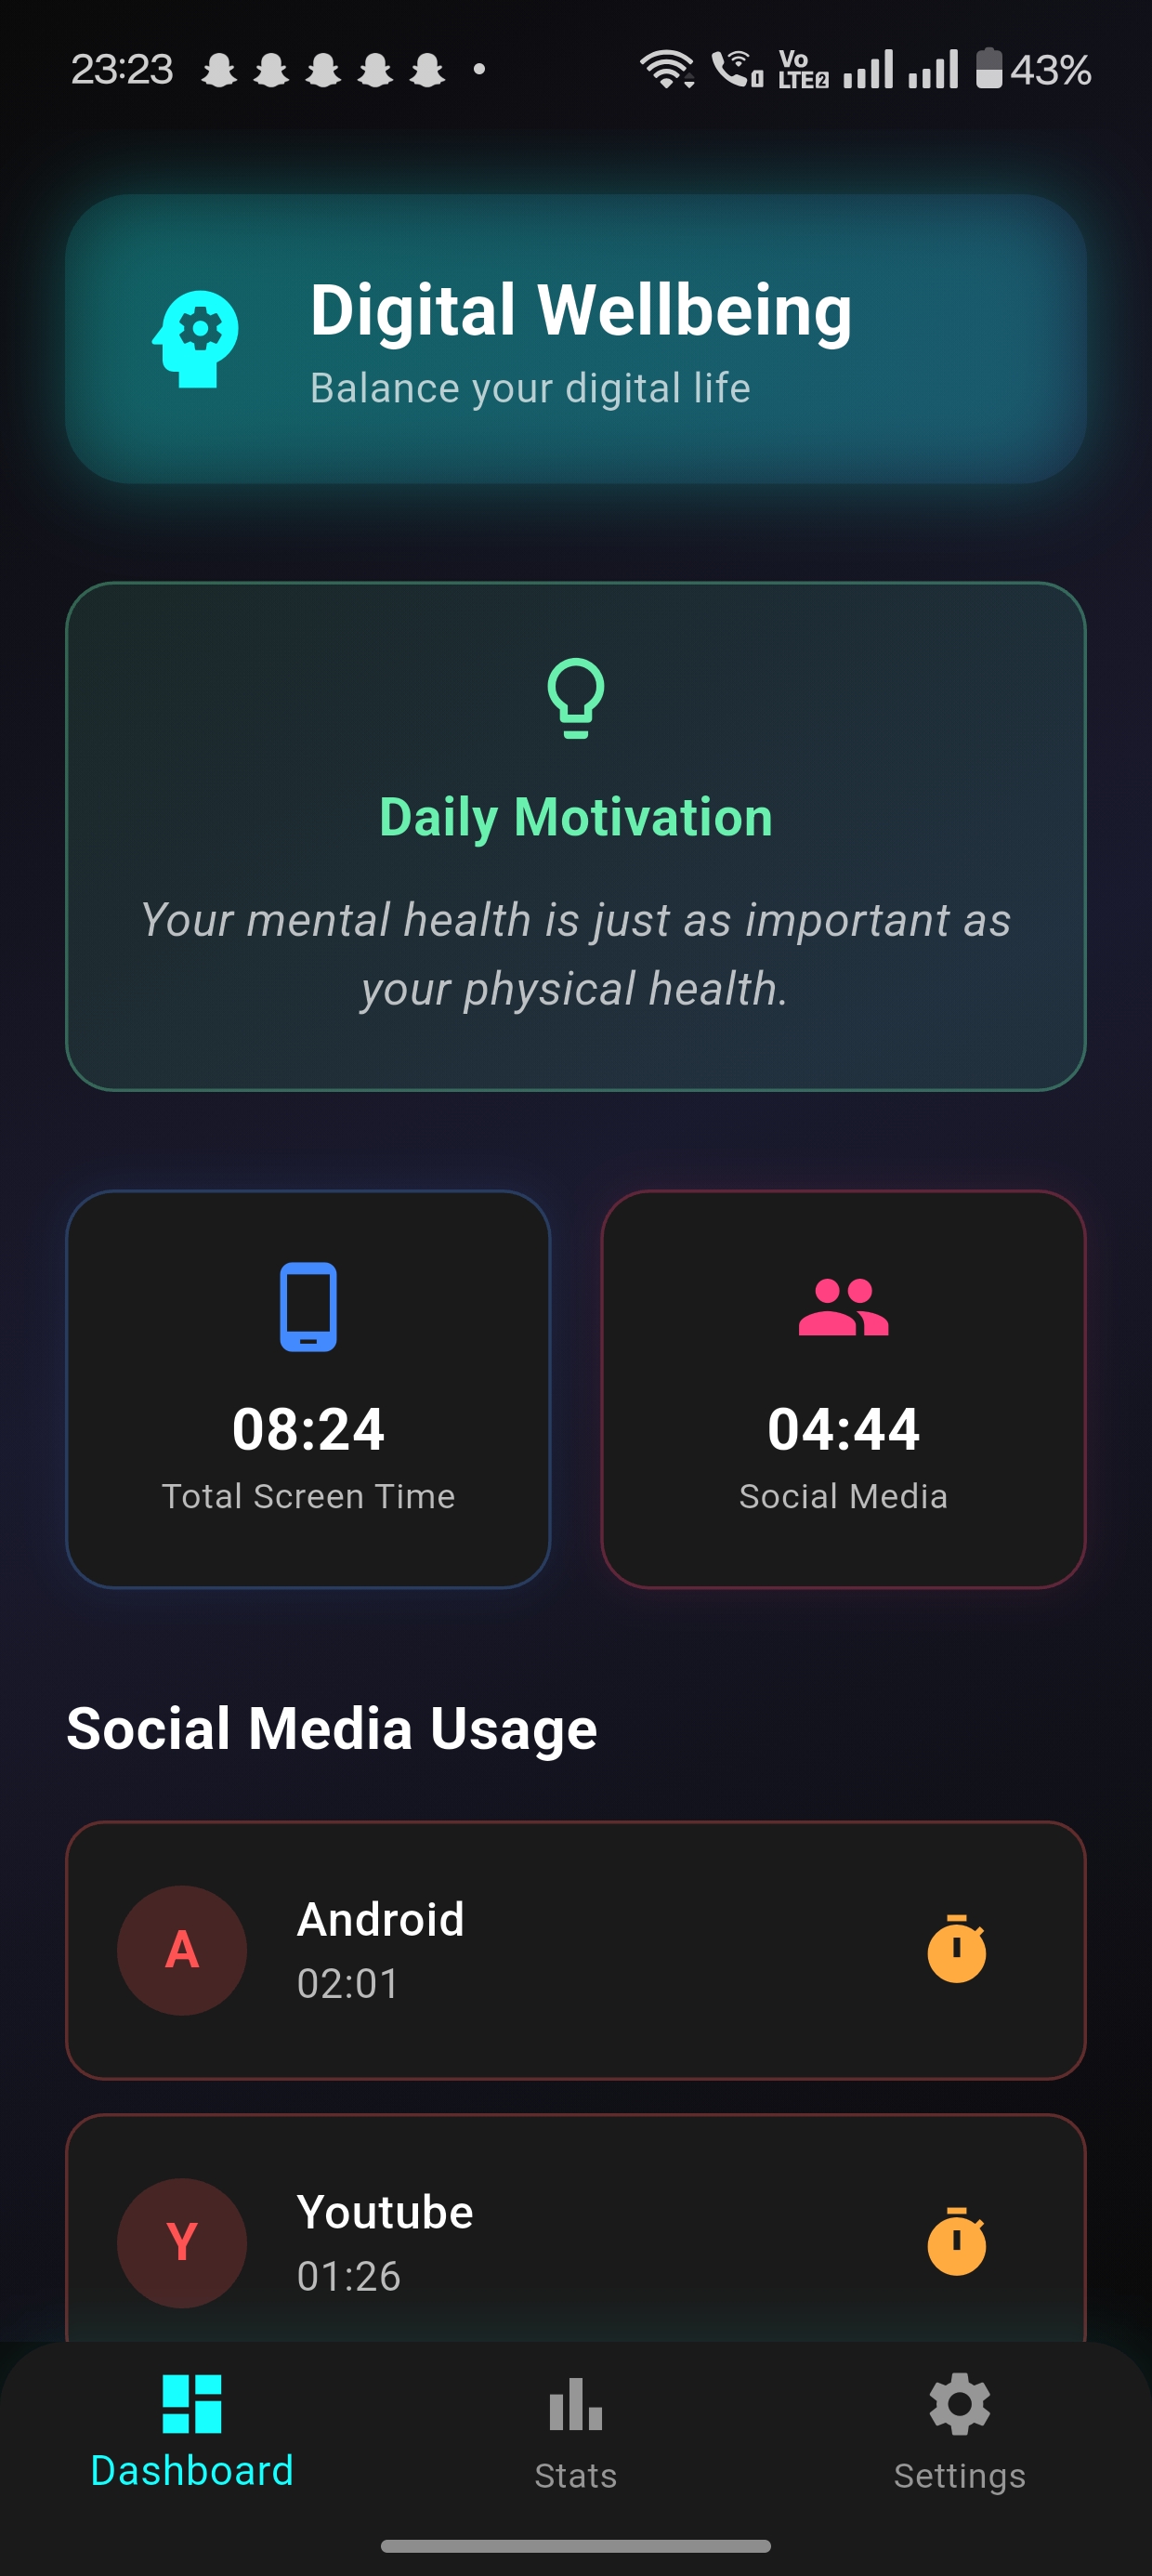 23:23
Vo
LTE2
43%
Digital Wellbeing
Balance your digital life
Daily Motivation
Your mental health is just as important as
your physical health.
08:24
Total Screen Time
04:44
Social Media
Social Media Usage
A
Android
02:01
Y
Youtube
01:26
Dashboard
Stats
Settings